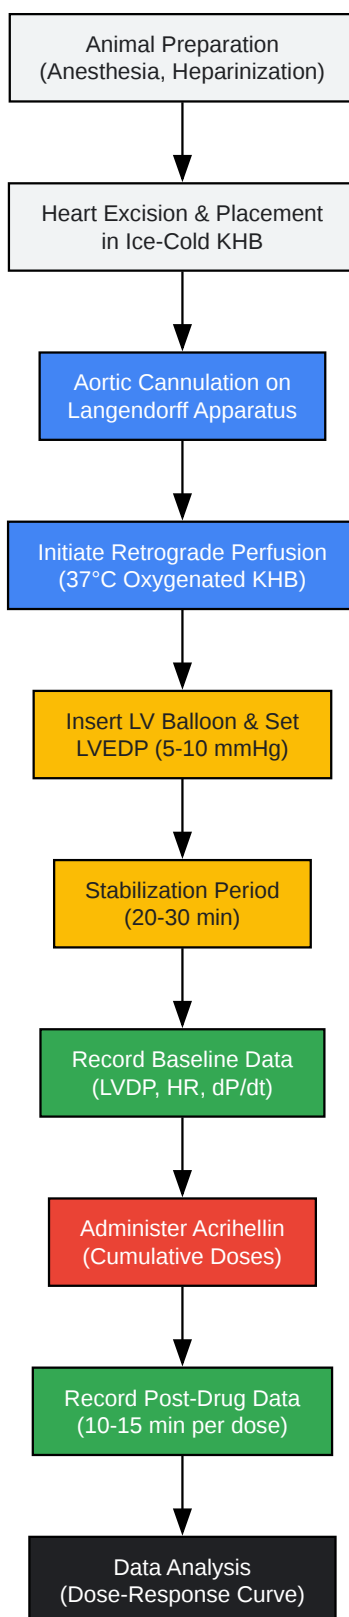 Animal Preparation
(Anesthesia, Heparinization)
Heart Excision & Placement
in Ice-Cold KHB
Aortic Cannulation on
Langendorff Apparatus
Initiate Retrograde Perfusion
(37°C Oxygenated KHB)
Insert LV Balloon & Set
LVEDP (5-10 mmHg)
Stabilization Period
(20-30 min)
Record Baseline Data
(LVDP, HR, dP/dt)
Administer Acrihellin
(Cumulative Doses)
Record Post-Drug Data
(10-15 min per dose)
Data Analysis
(Dose-Response Curve)